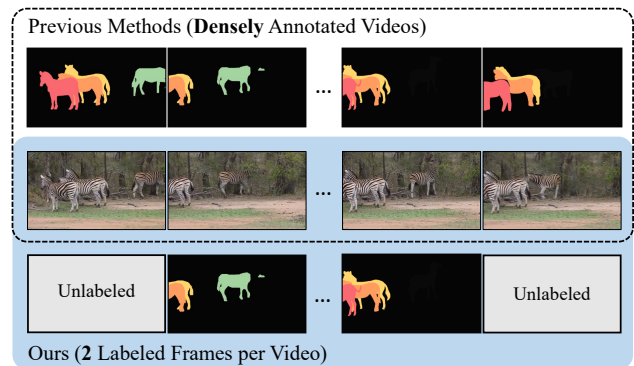 Previous Methods (Densely Annotated Videos)
...
...
Unlabeled
...
Unlabeled
Ours (2 Labeled Frames per Video)